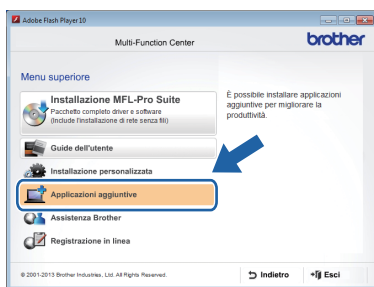 Adobe Flash Player 10
Multi-Function Center
brother
Menu superiore
Installazione MFL-Pro Suite
Pacchetto completo driver e software
(Include l'installazione di rete senza fili)
È possibile installare applicazioni
aggiuntive per migliorare la
produttività.
Guide dell'utente
Installazione personalizzata
Applicazioni aggiuntive
Assistenza Brother
Registrazione in linea
© 2001-2013 Brother Industries, Ltd. All Rights Reserved.
Indietro
Esci